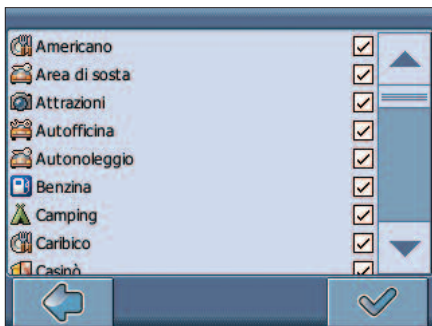 Americano
Area di sosta
Attrazioni
Autofficina
Autonoleggio
Benzina
Camping
Caribico
Casinò